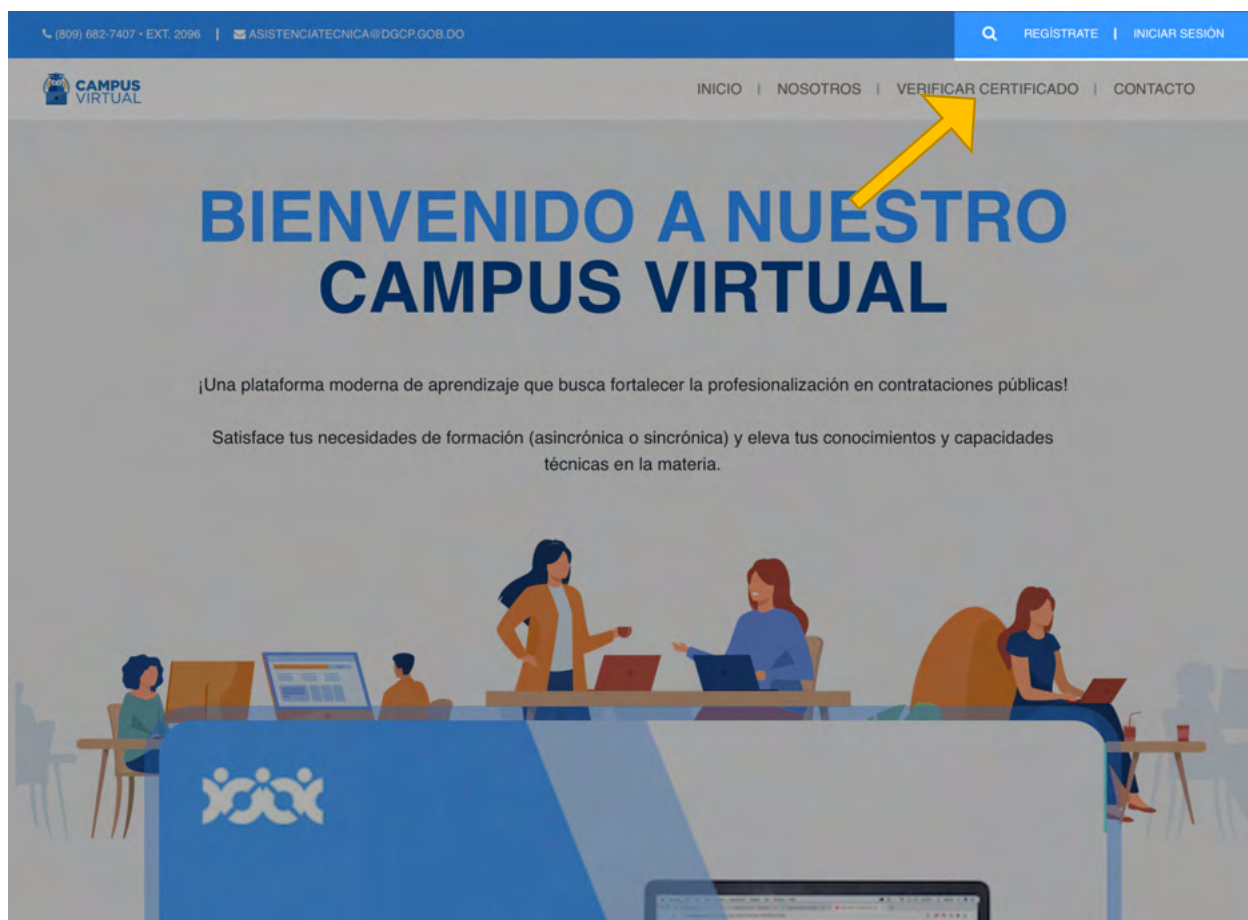 (809) 682-7407 • EXT. 2096 | ASISTENCIATECNICA@DGCP.GOB.DO
REGÍSTRATE | INICIAR SESIÓN
CAMPUS
VIRTUAL
INICIO | NOSOTROS | VERIFICAR CERTIFICADO | CONTACTO
BIENVENIDO A NUESTRO
CAMPUS VIRTUAL
¡Una plataforma moderna de aprendizaje que busca fortalecer la profesionalización en contrataciones públicas!
Satisface tus necesidades de formación (asincrónica o sincrónica) y eleva tus conocimientos y capacidades
técnicas en la materia.